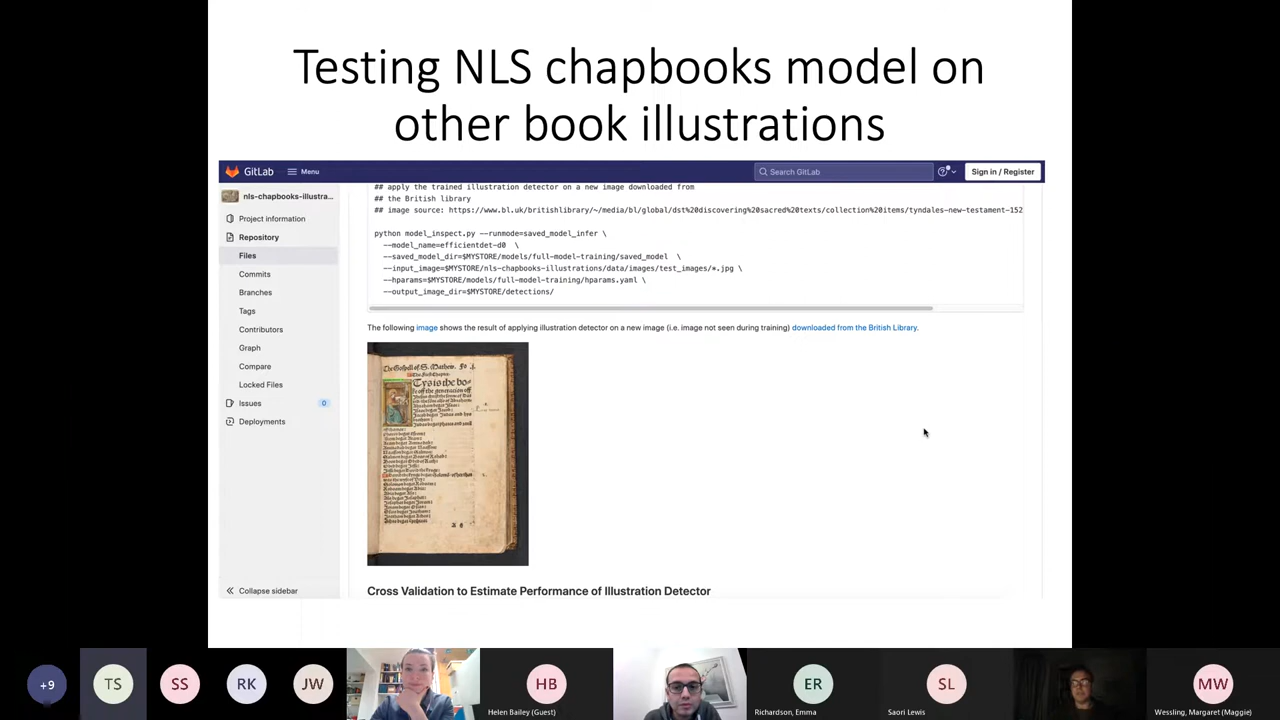 Testing NLS chapbooks model on
other book illustrations
GitLab
Menu
Search GitLab
Sign in / Register
nls-chapbooks-illustra...
Project information
Repository
Files
Commits
Branches
Tags
Contributors
Graph
Compare
Locked Files
Issues
0
Deployments
Collapse sidebar
## apply the trained illustration detector on a new image downloaded from
## the British library
## image source: https://www.bl.uk/britishlibrary/~/media/bl/global/dst%20discovering%20sacred%20texts/collection%20items/tyndales-new-testament-152
python model_inspect.py --runmode=saved_model_infer \
--model_name=efficientdet-d0 \
--saved_model_dir=$MYSTORE/models/full-model-training/saved_model \
--input_image=$MYSTORE/nls-chapbooks-illustrations/data/images/test_images/*.jpg \
--hparams=$MYSTORE/models/full-model-training/hparams.yaml \
--output_image_dir=$MYSTORE/detections/
The following image shows the result of applying illustration detector on a new image (i.e. image not seen during training) downloaded from the British Library.
The Gospell of S. Mathew.
The First Chapter.
Cross Validation to Estimate Performance of Illustration Detector
+9
TS
SS
RK
JW
HB
Helen Bailey (Guest)
ER
Richardson, Emma
SL
Saori Lewis
MW
Wessling, Margaret (Maggie)